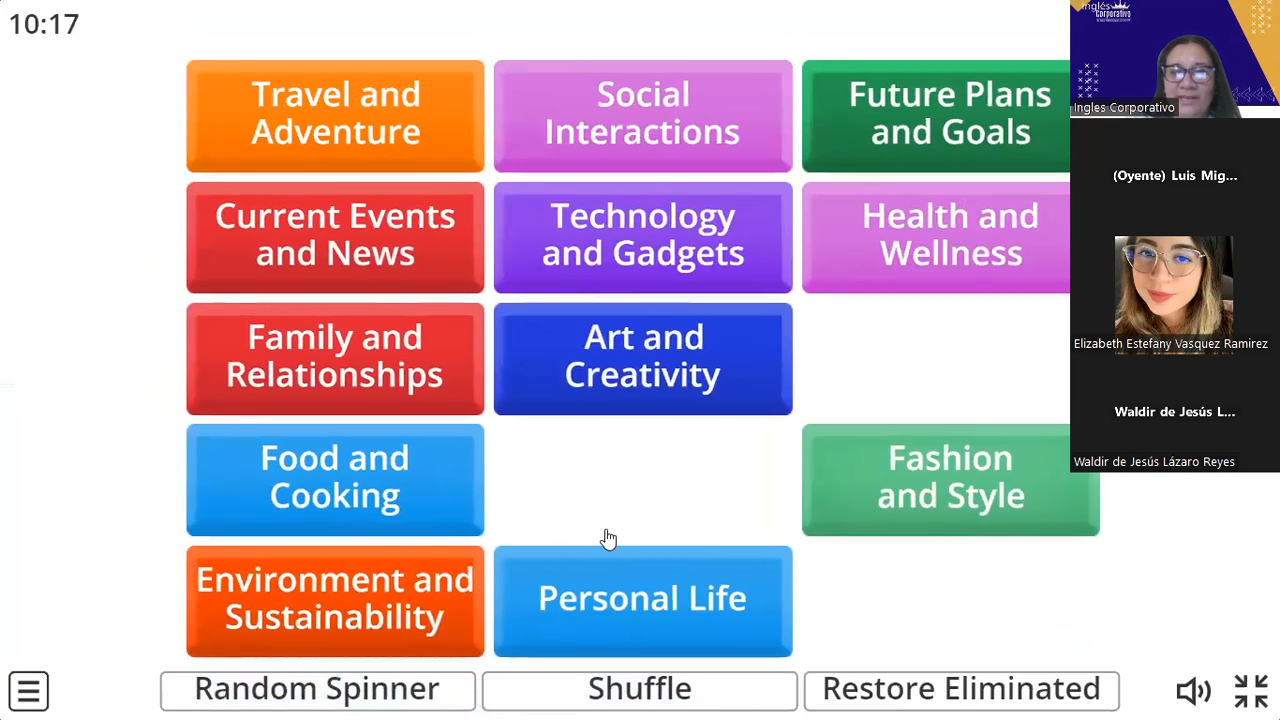 10:17
Travel and
Adventure
Social
Interactions
Future Plans
and Goals
Current Events
and News
Technology
and Gadgets
Health and
Wellness
Family and
Relationships
Art and
Creativity
Food and
Cooking
Fashion
and Style
Environment and
Sustainability
Personal Life
Random Spinner
Shuffle
Restore Eliminated
Inglés
Corporativo
Ingles Corporativo
(Oyente) Luis Mig...
Elizabeth Estefany Vasquez Ramirez
Waldir de Jesús L...
Waldir de Jesús Lázaro Reyes